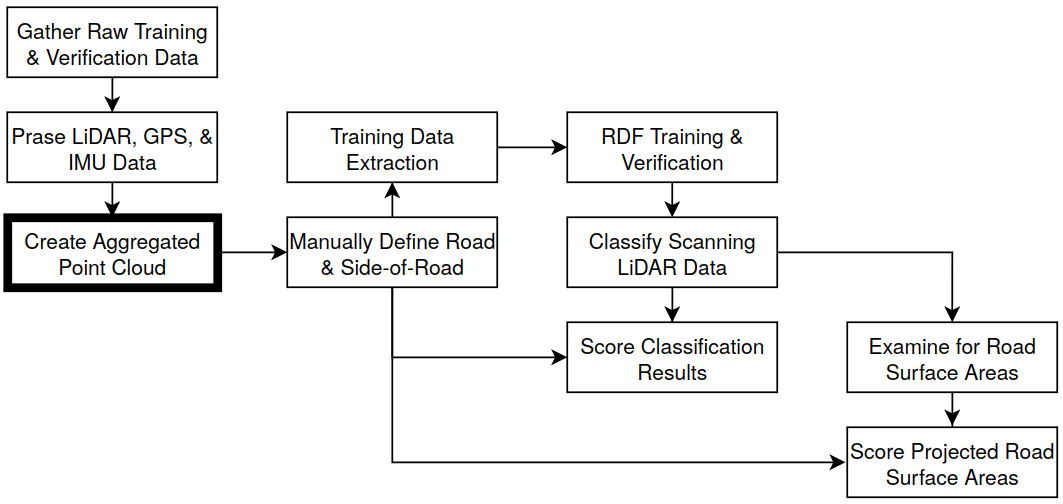 Gather Raw Training
& Verification Data
Prase LiDAR, GPS, &
IMU Data
Create Aggregated
Point Cloud
Manually Define Road
& Side-of-Road
Training Data
Extraction
RDF Training &
Verification
Classify Scanning
LiDAR Data
Score Classification
Results
Examine for Road
Surface Areas
Score Projected Road
Surface Areas